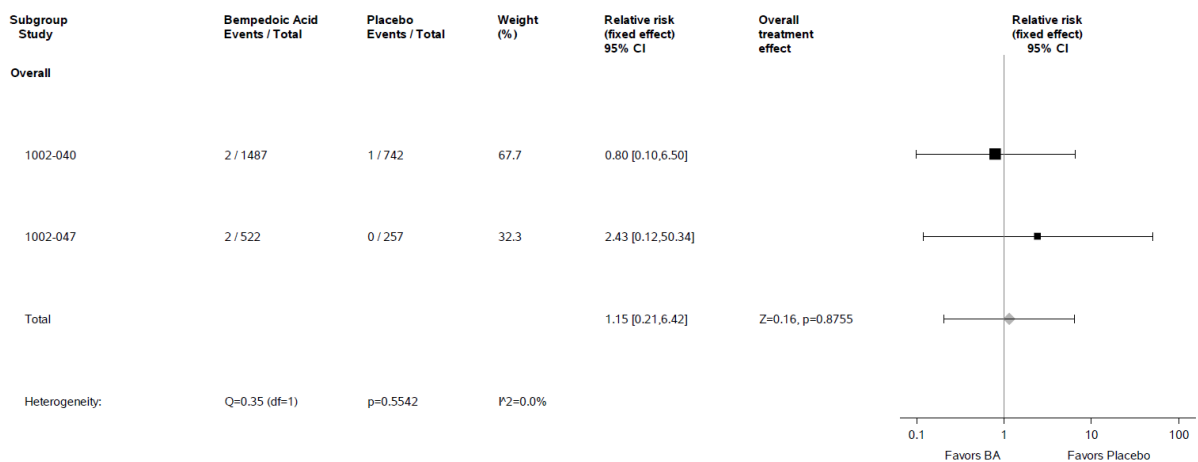 Subgroup Bempedoic Acid Placebo Weight Relative risk Overall Relative risk
Study Events / Total Events / Total (%) (fixed effect) treatment (fixed effect)
95% CI effect 95% CI
Overall
1002-040 2 / 1487 1 / 742 67.7 0.80 [0.10,6.50]
1002-047 2 / 522 0 / 257 32.3 2.43 [0.12,50.34]
Total 1.15 [0.21,6.42] Z=0.16, p=0.8755
Heterogeneity: Q=0.35 (df=1) p=0.5542 I^2=0.0%
0.1 1 10 100
Favors BA Favors Placebo